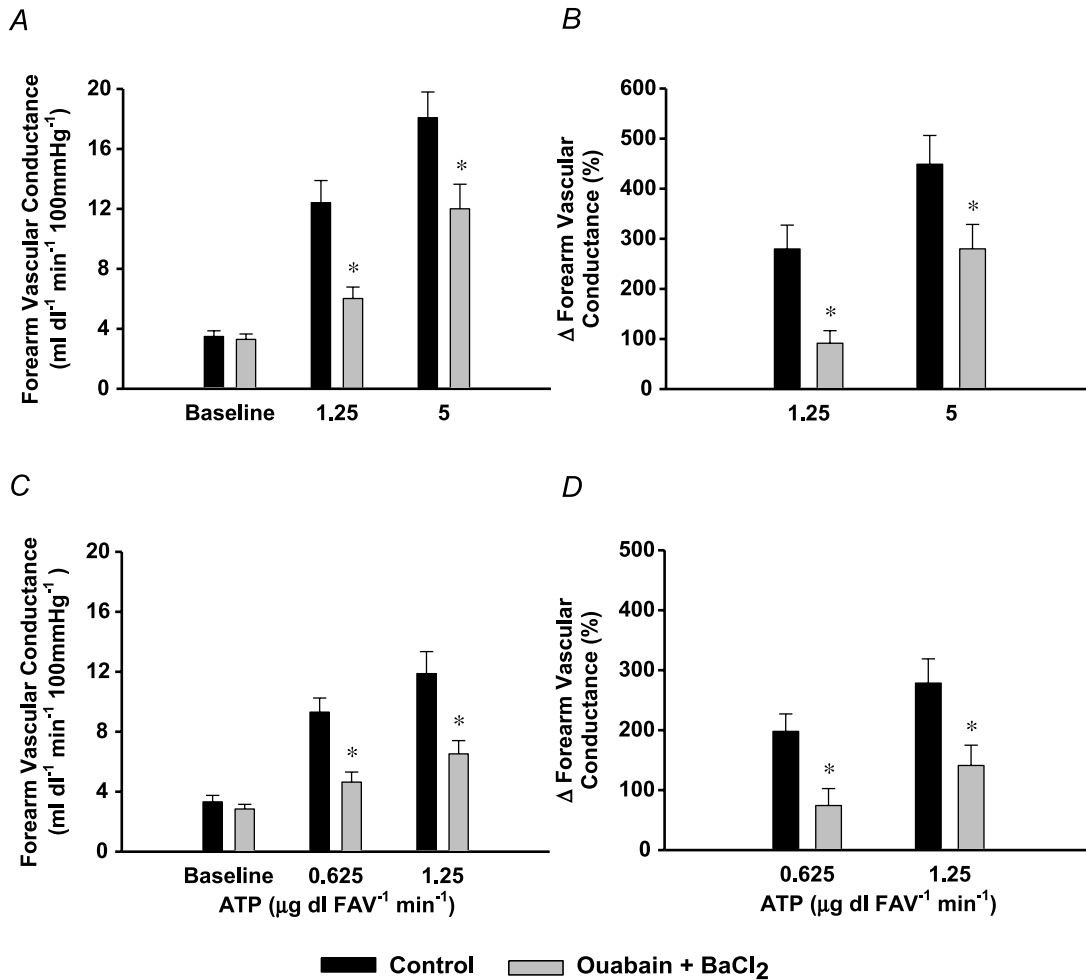 A
Forearm Vascular Conductance
(ml dl⁻¹ min⁻¹ 100mmHg⁻¹)
20
16
12
8
4
0
*
*
Baseline 1.25 5
B
Δ Forearm Vascular
Conductance (%)
600
500
400
300
200
100
0
*
*
1.25 5
C
Forearm Vascular Conductance
(ml dl⁻¹ min⁻¹ 100mmHg⁻¹ )
20
16
12
8
4
0
*
*
Baseline 0.625 1.25
ATP (µg dl FAV⁻¹ min⁻¹)
D
Δ Forearm Vascular
Conductance (%)
500
400
300
200
100
0
*
*
0.625 1.25
ATP (µg dl FAV⁻¹ min⁻¹)
Control Ouabain + BaCl₂